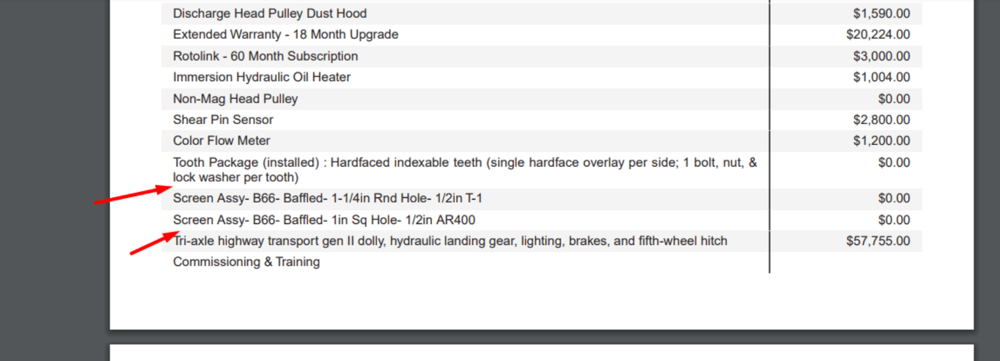 Discharge Head Pulley Dust Hood $1,590.00
Extended Warranty - 18 Month Upgrade $20,224.00
Rotolink - 60 Month Subscription $3,000.00
Immersion Hydraulic Oil Heater $1,004.00
Non-Mag Head Pulley $0.00
Shear Pin Sensor $2,800.00
Color Flow Meter $1,200.00
Tooth Package (installed) : Hardfaced indexable teeth (single hardface overlay per side; 1 bolt, nut, & $0.00
lock washer per tooth)
Screen Assy- B66- Baffled- 1-1/4in Rnd Hole- 1/2in T-1 $0.00
Screen Assy- B66- Baffled- 1in Sq Hole- 1/2in AR400 $0.00
Tri-axle highway transport gen II dolly, hydraulic landing gear, lighting, brakes, and fifth-wheel hitch $57,755.00
Commissioning & Training